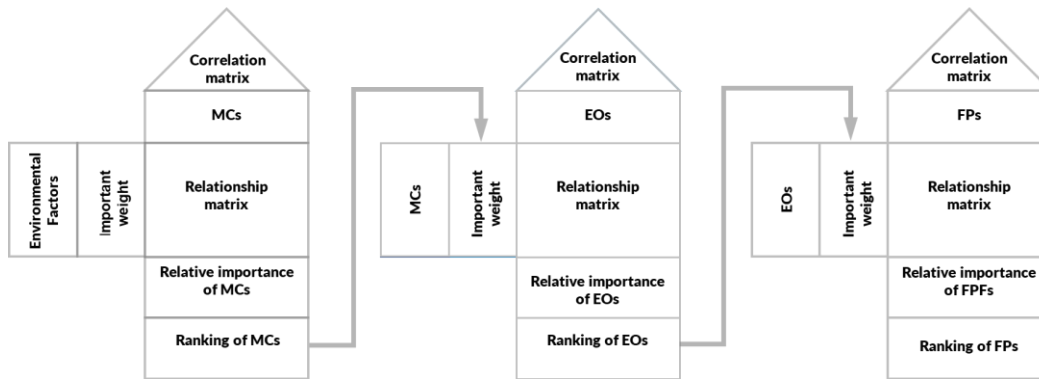 Correlation
matrix
MCs
Environmental
Factors
Important
weight
Relationship
matrix
Relative importance
of MCs
Ranking of MCs
Correlation
matrix
EOs
MCs
Important
weight
Relationship
matrix
Relative importance
of EOs
Ranking of EOs
Correlation
matrix
FPs
EOs
Important
weight
Relationship
matrix
Relative importance
of FPFs
Ranking of FPs